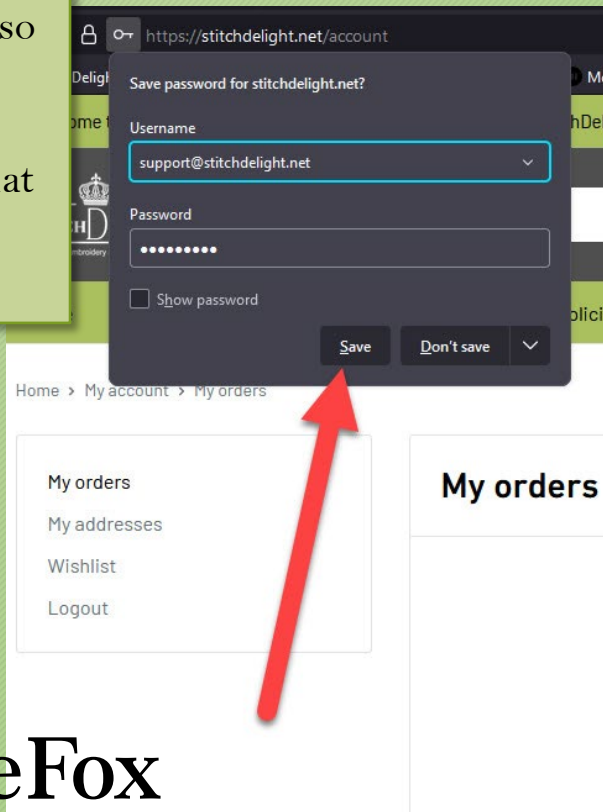 so
https://stitchdelight.net/account
Save password for stitchdelight.net?
Username
support@stitchdelight.net
Password
Show password
Save
Don't save
Home > My account > My orders
My orders
My addresses
Wishlist
Logout
My orders
eFox